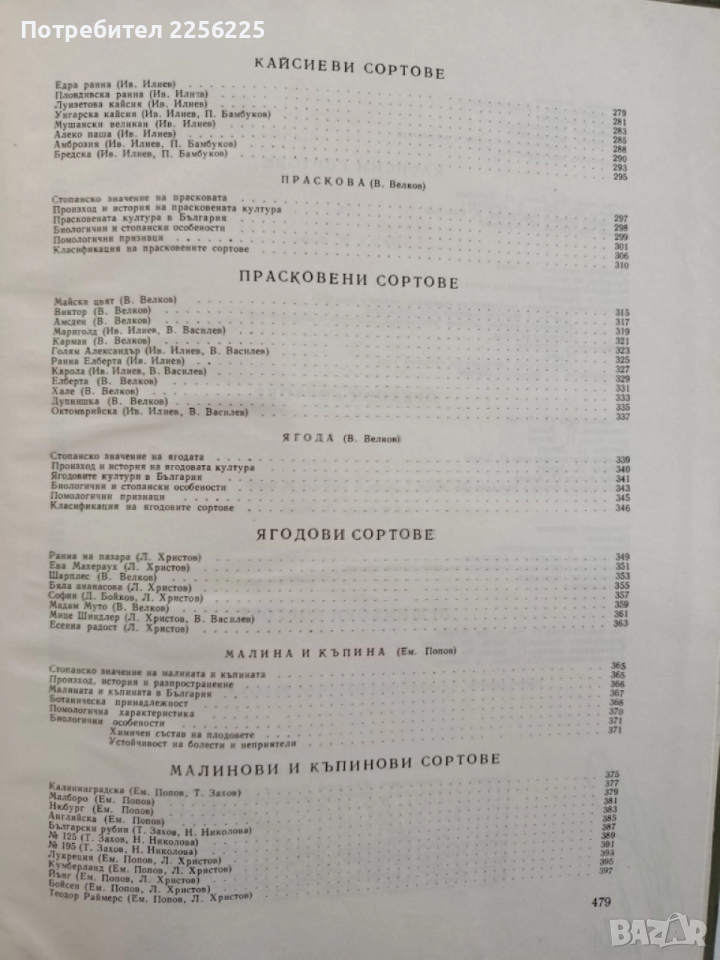 Потребител 2256225
КАЙСИЕВИ СОРТОВЕ
Едра ранна (Ив. Илиев) 279
Пловдивска ранна (Ив. Илиев) 281
Луизетова кайсия (Ив. Илиев) 283
Унгарска кайсия (Ив. Илиев, П. Бамбуков) 285
Мушански великан (Ив. Илиев) 288
Алеко паша (Ив. Илиев) 290
Амброзия (Ив. Илиев, П. Бамбуков) 293
Бредска (Ив. Илиев, П. Бамбуков) 295
ПРАСКОВА (В. Велков)
Стопанско значение на прасковата 297
Произход и история на прасковената култура 298
Прасковената култура в България 299
Биологични и стопански особености 301
Помологични признаци 306
Класификация на прасковените сортове 310
ПРАСКОВЕНИ СОРТОВЕ
Майски цвят (В. Велков) 315
Виктор (В. Велков) 317
Амсден (В. Велков) 319
Мариголд (Ив. Илиев, В. Василев) 321
Карман (В. Велков) 323
Голям Александър (Ив. Илиев, В. Василев) 325
Ранна Елберта (Ив. Илиев) 327
Карола (Ив. Илиев, В. Василев) 329
Елберта (В. Велков) 331
Хале (В. Велков) 333
Лупнишка (В. Велков) 335
Октомврийска (Ив. Илиев, В. Василев) 337
ЯГОДА (В. Велков)
Стопанско значение на ягодата 339
Произход и история на ягодовата култура 340
Ягодовите култури в България 341
Биологични и стопански особености 343
Помологични признаци 345
Класификация на ягодовите сортове 346
ЯГОДОВИ СОРТОВЕ
Ранна на пазара (Л. Христов) 349
Ева Махераух (Л. Христов) 351
Шарплес (В. Велков) 353
Бяла ананасова (Л. Христов) 355
София (Д. Бойков, Л. Христов) 357
Мадам Муто (В. Велков) 359
Мице Шиндлер (Л. Христов, В. Василев) 361
Есенна радост (Л. Христов) 363
МАЛИНА И КЪПИНА (Ем. Попов)
Стопанско значение на малината и къпината 365
Произход, история и разпространение 365
Малината и къпината в България 366
Ботаническа принадлежност 367
Помологична характеристика 368
Биологични особености 370
Химичен състав на плодовете 371
Устойчивост на болести и неприятели 371
МАЛИНОВИ И КЪПИНОВИ СОРТОВЕ
Калининградска (Ем. Попов, Т. Захов) 375
Малборо (Ем. Попов) 377
Нюбург (Ем. Попов) 379
Английска (Ем. Попов) 381
Български рубин (Т. Захов, Н. Николова) 383
№ 125 (Т. Захов, Н. Николова) 385
№ 195 (Т. Захов, Н. Николова) 387
Лукреция (Ем. Попов, Л. Христов) 389
Кумберланд (Ем. Попов, Л. Христов) 391
Йънг (Ем. Попов, Л. Христов) 393
Бойсен (Ем. Попов, Л. Христов) 395
Теодор Раймерс (Ем. Попов, Л. Христов) 397
479
BAZAR